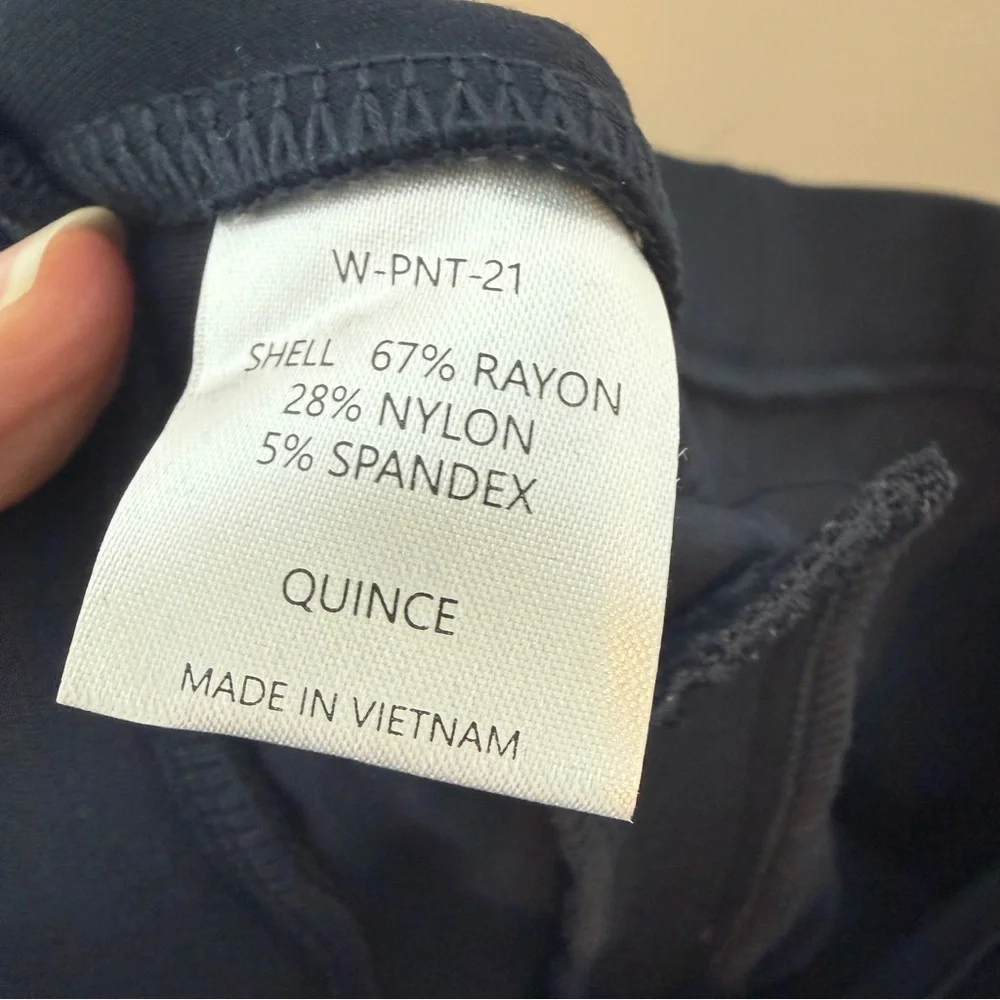 W-PNT-21
SHELL 67% RAYON
28% NYLON
5% SPANDEX
QUINCE
MADE IN VIETNAM